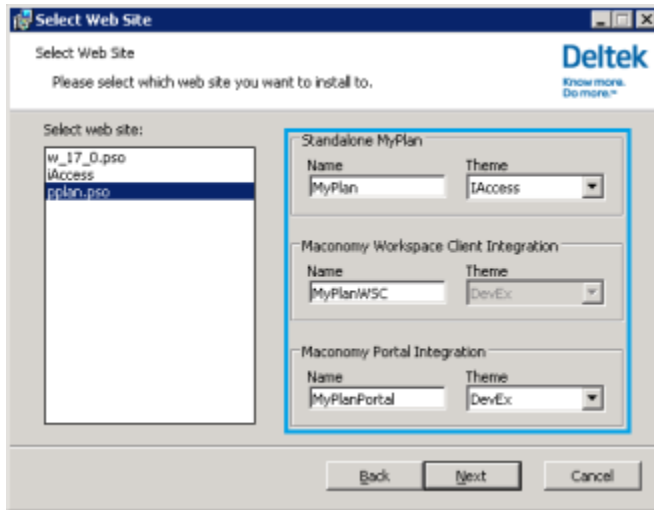 Select Web Site
Select Web Site
Please select which web site you want to install to.
Deltek
Know more.
Do more.™
Select web site:
w_17_0.pso
iAccess
pplan.pso
Standalone MyPlan
Name Theme
MyPlan IAccess
Maconomy Workspace Client Integration
Name Theme
MyPlanWSC DevEx
Maconomy Portal Integration
Name Theme
MyPlanPortal DevEx
Back Next Cancel